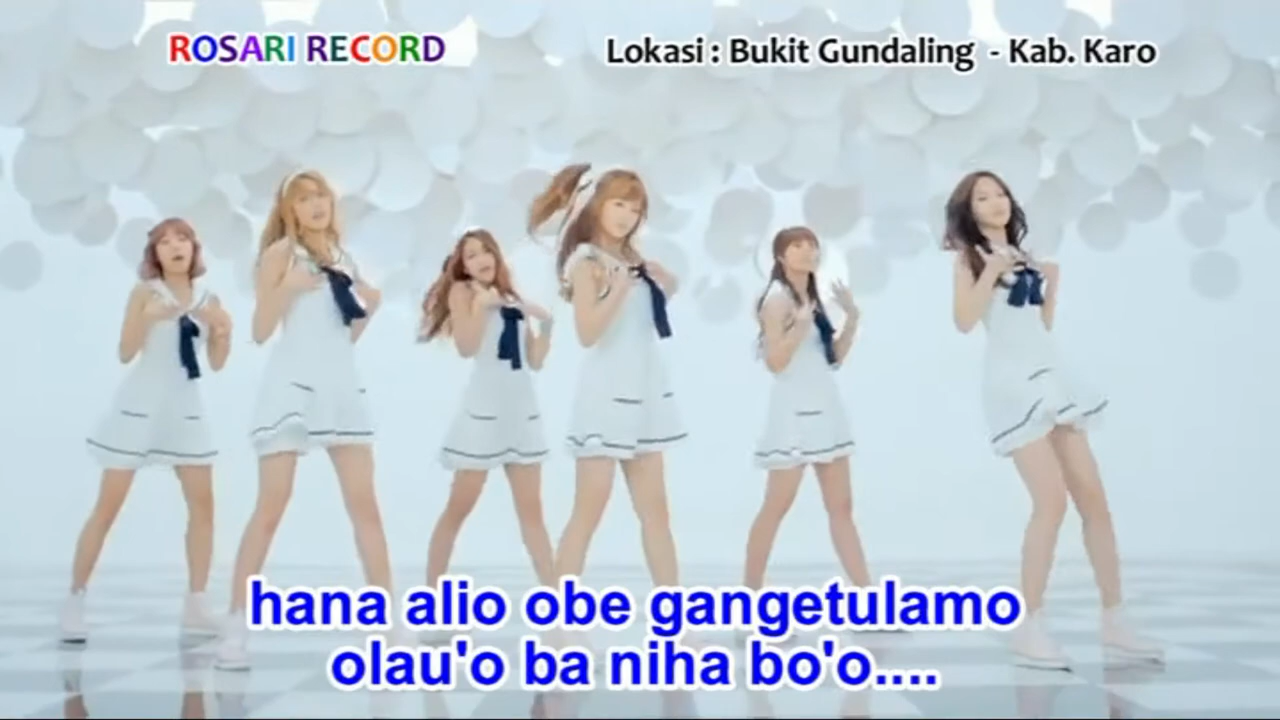 ROSARI RECORD
Lokasi : Bukit Gundaling - Kab. Karo
hana alio obe gangetulamo
olau'o ba niha bo'o....